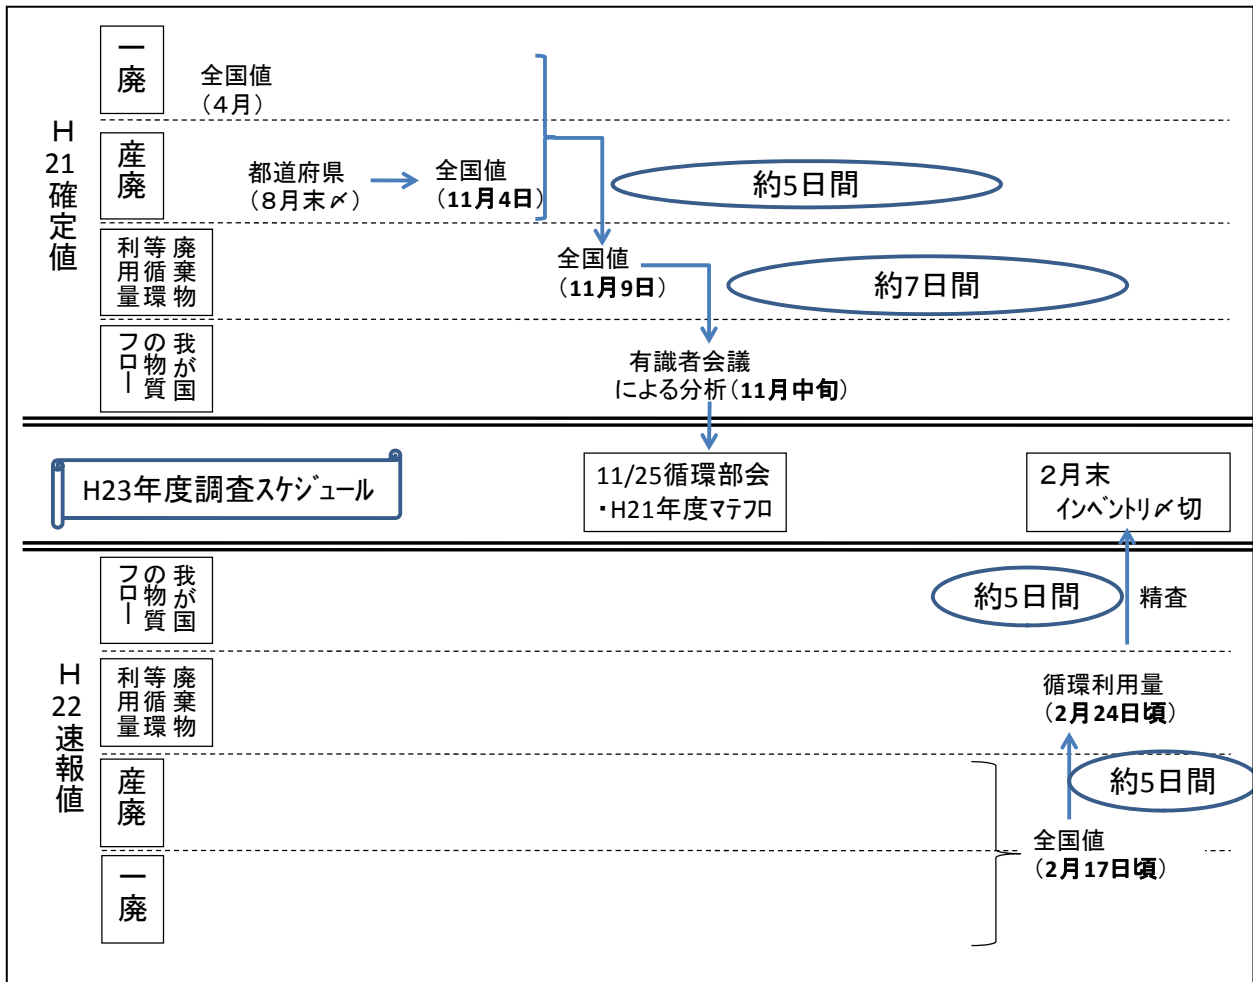 H
21
確
定
値
一
廃
全国値
（４月）
産
廃
都道府県
（８月末〆）
全国値
（11月4日）
約5日間
廃棄物
等循環
利用量
全国値
（11月9日）
約7日間
我が国
の物質
フロー
有識者会議
による分析（11月中旬）
H23年度調査スケジュール
11/25循環部会
・H21年度マテフロ
２月末
インベントリ〆切
H
22
速
報
値
我が国
の物質
フロー
約5日間
精査
廃棄物
等循環
利用量
循環利用量
（2月24日頃）
産
廃
約5日間
全国値
（2月17日頃）
一
廃